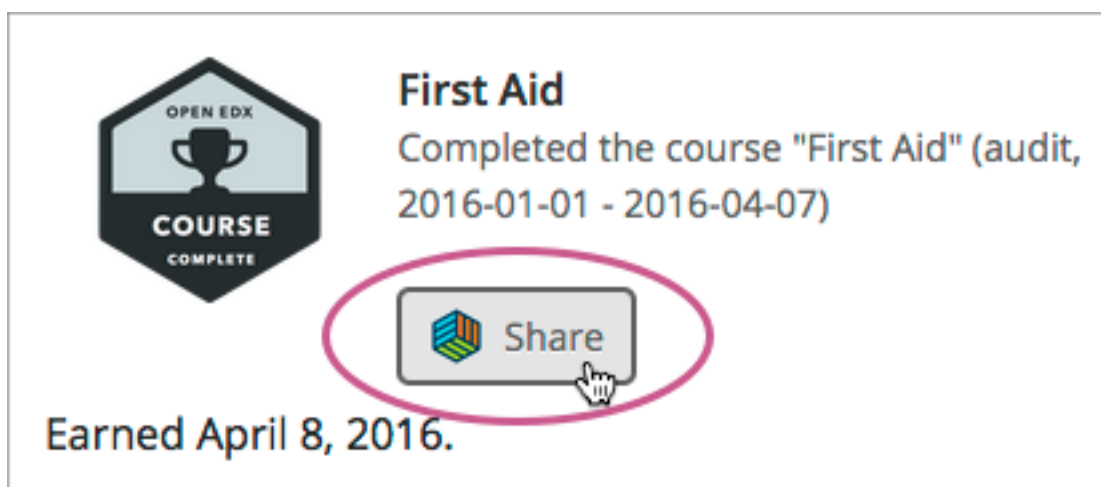 OPEN EDX
COURSE
COMPLETE
First Aid
Completed the course "First Aid" (audit,
2016-01-01 - 2016-04-07)
Share
Earned April 8, 2016.